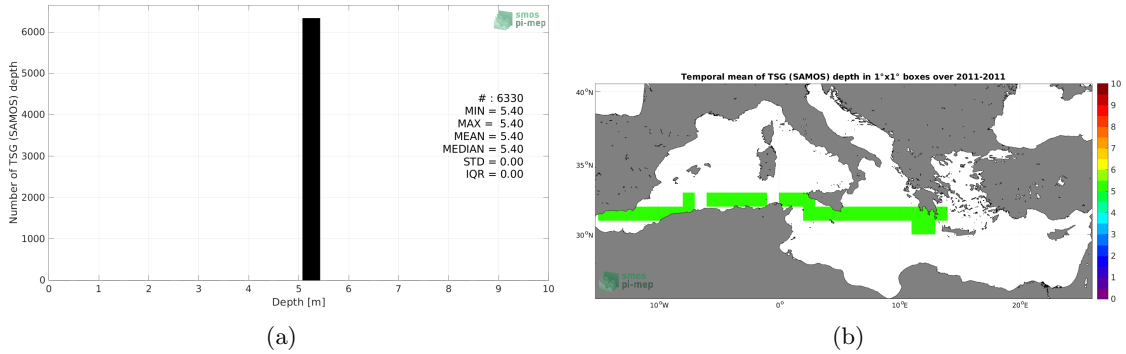 smos
pi-mep
6000
5000
4000
3000
2000
1000
0
Number of TSG (SAMOS) depth
# : 6330
MIN = 5.40
MAX = 5.40
MEAN = 5.40
MEDIAN = 5.40
STD = 0.00
IQR = 0.00
0 1 2 3 4 5 6 7 8 9 10
Depth [m]
(a)
Temporal mean of TSG (SAMOS) depth in 1°x1° boxes over 2011-2011
40°N
35°N
30°N
10°W 0° 10°E 20°E
10
9
8
7
6
5
4
3
2
1
0
smos
pi-mep
(b)